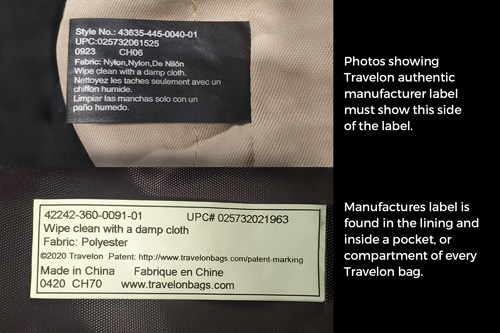 Style No.: 43635-445-0040-01
UPC:025732061525
0923 CH06
Fabric: Nylon,Nylon,De Nilón
Wipe clean with a damp cloth.
Nettoyez les taches seulement avec un
chiffon humide.
Limpiar las manchas solo con un
paño humedo.
Photos showing
Travelon authentic
manufacturer label
must show this side
of the label.
42242-360-0091-01 UPC# 025732021963
Wipe clean with a damp cloth
Fabric: Polyester
©2020 Travelon Patent: http://www.travelonbags.com/patent-marking
Made in China Fabrique en Chine
0420 CH70 www.travelonbags.com
Manufactures label is
found in the lining and
inside a pocket, or
compartment of every
Travelon bag.